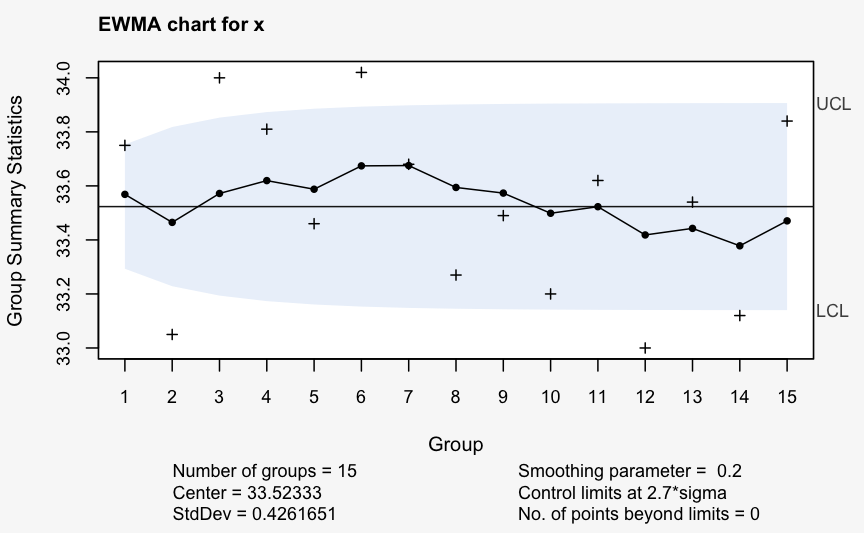 EWMA chart for x
Group Summary Statistics
34.0
33.8
33.6
33.4
33.2
33.0
UCL
LCL
1 2 3 4 5 6 7 8 9 10 11 12 13 14 15
Group
Number of groups = 15
Center = 33.52333
StdDev = 0.4261651
Smoothing parameter = 0.2
Control limits at 2.7*sigma
No. of points beyond limits = 0